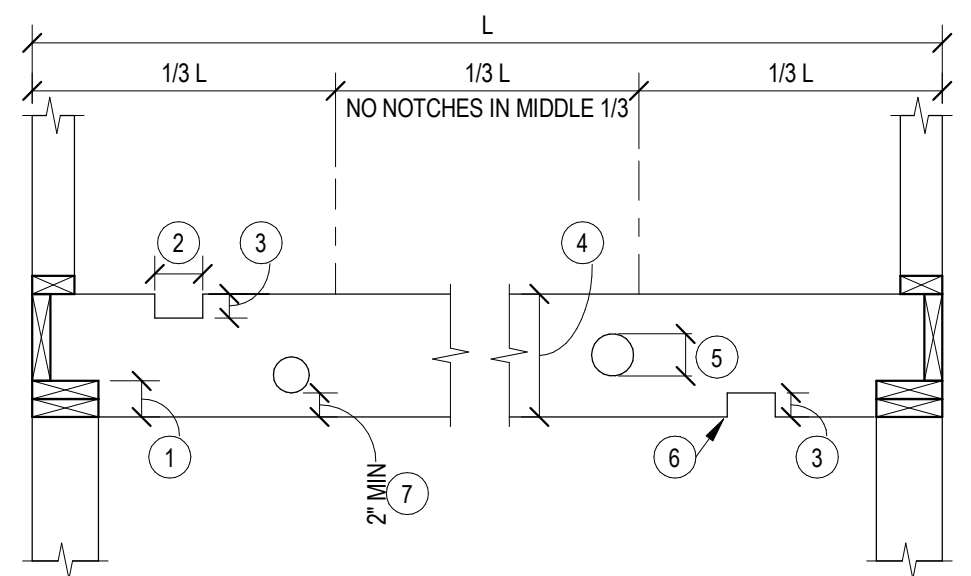 L
1/3 L
1/3 L
1/3 L
NO NOTCHES IN MIDDLE 1/3
2
3
4
5
1
2" MIN
7
6
3